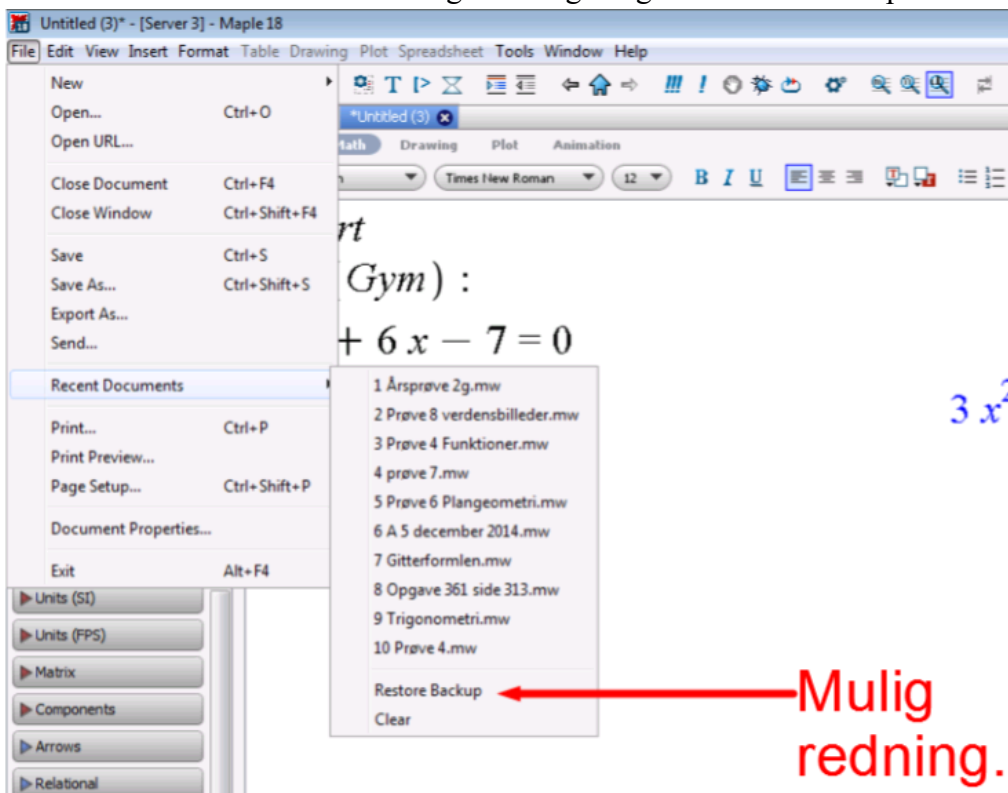 Untitled (3)* - [Server 3] - Maple 18
File Edit View Insert Format Table Drawing Plot Spreadsheet Tools Window Help
New
Open... Ctrl+O
Open URL...
Close Document Ctrl+F4
Close Window Ctrl+Shift+F4
Save Ctrl+S
Save As... Ctrl+Shift+S
Export As...
Send...
Recent Documents
Print... Ctrl+P
Print Preview...
Page Setup... Ctrl+Shift+P
Document Properties...
Exit Alt+F4
*Untitled (3)
Math Drawing Plot Animation
Times New Roman 12 B I U
rt
(Gym) :
+ 6 x − 7 = 0
3 x²
1 Årsprøve 2g.mw
2 Prøve 8 verdensbilleder.mw
3 Prøve 4 Funktioner.mw
4 prøve 7.mw
5 Prøve 6 Plangeometri.mw
6 A 5 december 2014.mw
7 Gitterformlen.mw
8 Opgave 361 side 313.mw
9 Trigonometri.mw
10 Prøve 4.mw
Restore Backup
Clear
Mulig
redning.
Units (SI)
Units (FPS)
Matrix
Components
Arrows
Relational